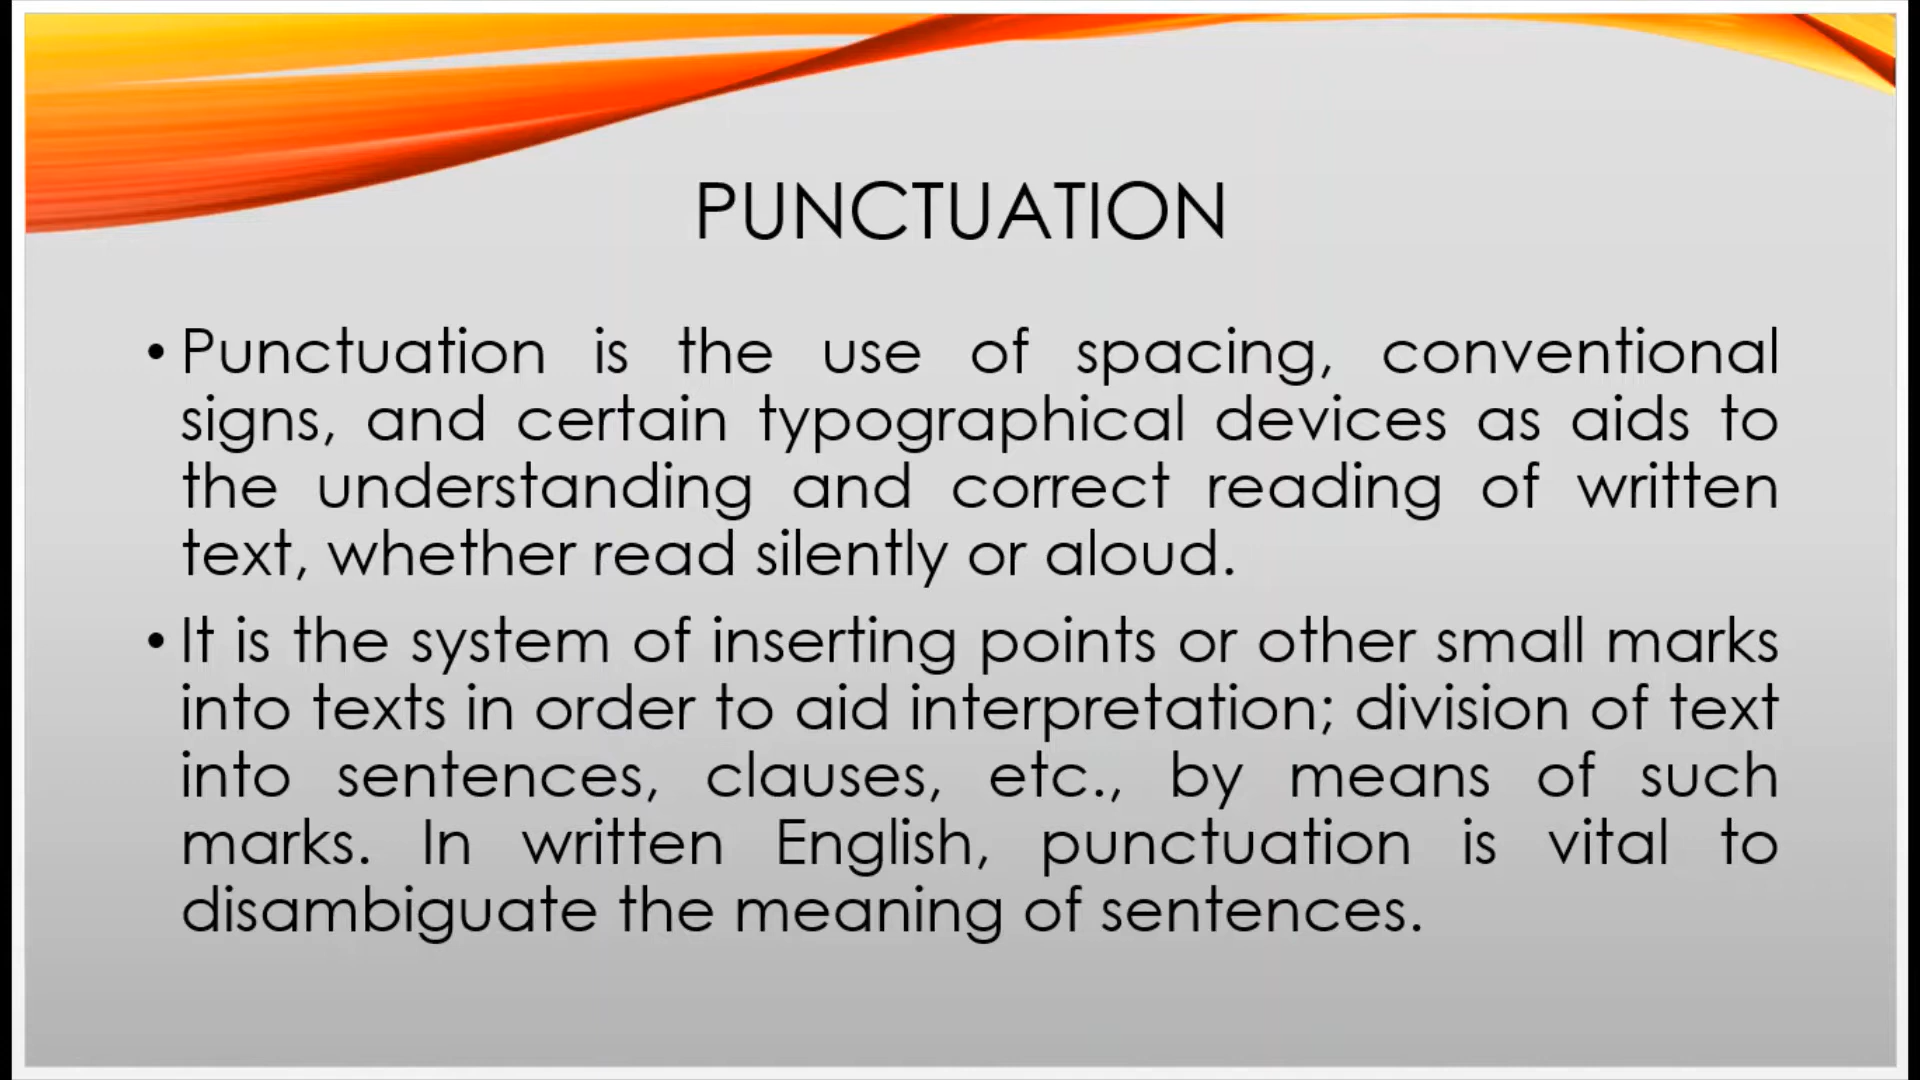 PUNCTUATION
• Punctuation is the use of spacing, conventional
signs, and certain typographical devices as aids to
the understanding and correct reading of written
text, whether read silently or aloud.
• It is the system of inserting points or other small marks
into texts in order to aid interpretation; division of text
into sentences, clauses, etc., by means of such
marks. In written English, punctuation is vital to
disambiguate the meaning of sentences.